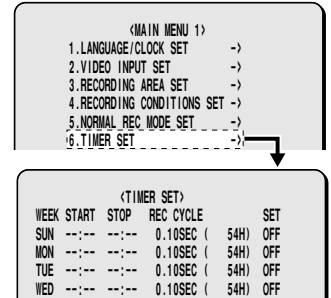 <MAIN MENU 1>
1.LANGUAGE/CLOCK SET ->
2.VIDEO INPUT SET ->
3.RECORDING AREA SET ->
4.RECORDING CONDITIONS SET ->
5.NORMAL REC MODE SET ->
6.TIMER SET ->
<TIMER SET>
WEEK START STOP REC CYCLE SET
SUN --:-- --:-- 0.10SEC ( 54H) OFF
MON --:-- --:-- 0.10SEC ( 54H) OFF
TUE --:-- --:-- 0.10SEC ( 54H) OFF
WED --:-- --:-- 0.10SEC ( 54H) OFF